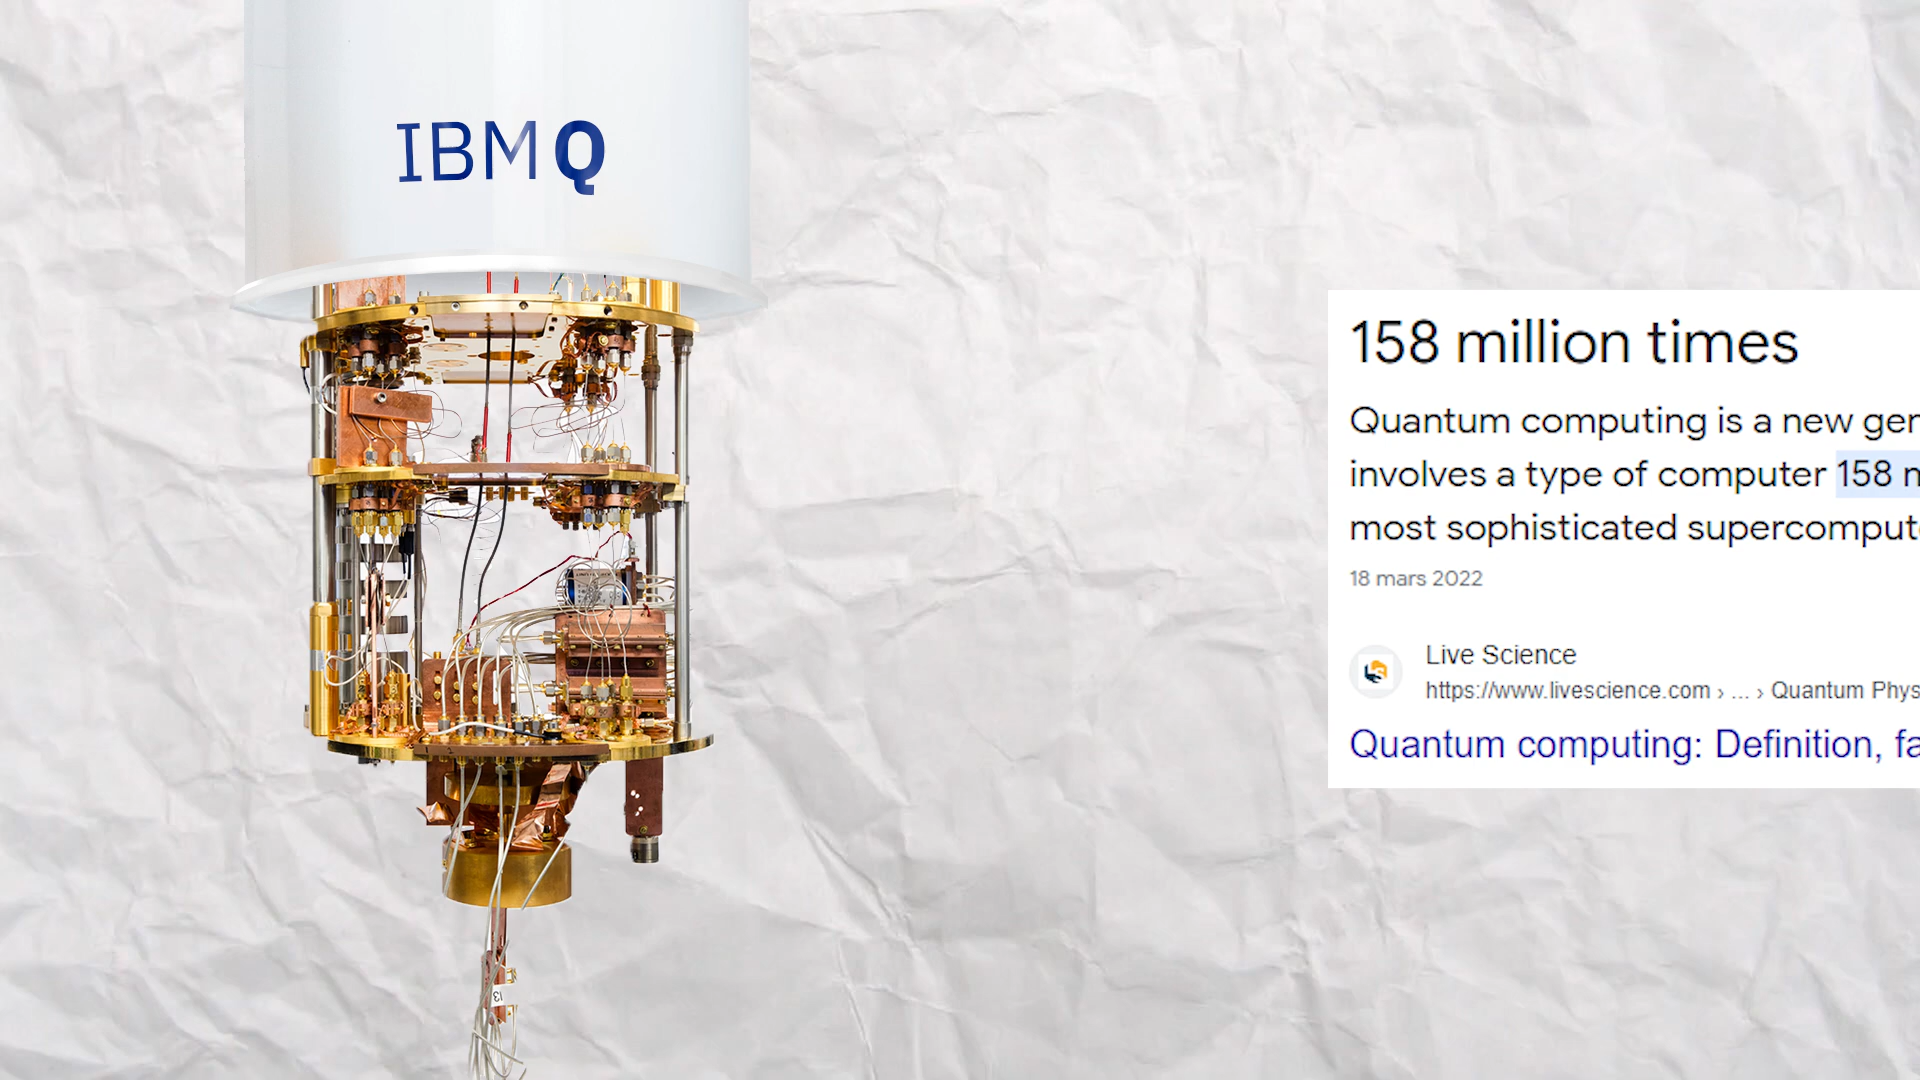 IBM Q
158 million times
Quantum computing is a new ger
involves a type of computer 158 m
most sophisticated supercompute
18 mars 2022
Live Science
https://www.livescience.com › ... › Quantum Phys
Quantum computing: Definition, fa